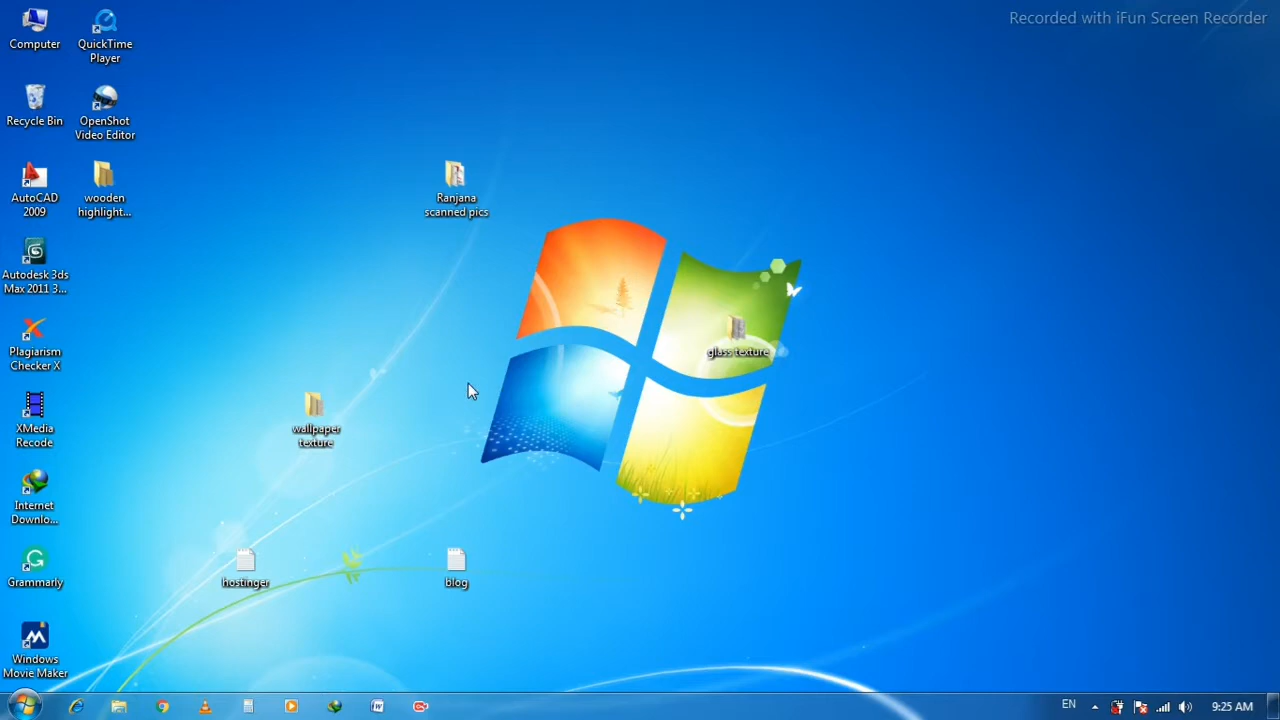 Recorded with iFun Screen Recorder
Computer
QuickTime
Player
Recycle Bin
OpenShot
Video Editor
AutoCAD
2009
wooden
highlight...
Ranjana
scanned pics
Autodesk 3ds
Max 2011 3...
Plagiarism
Checker X
glass texture
XMedia
Recode
wallpaper
texture
Internet
Downlo...
Grammarly
hostinger
blog
Windows
Movie Maker
EN
9:25 AM